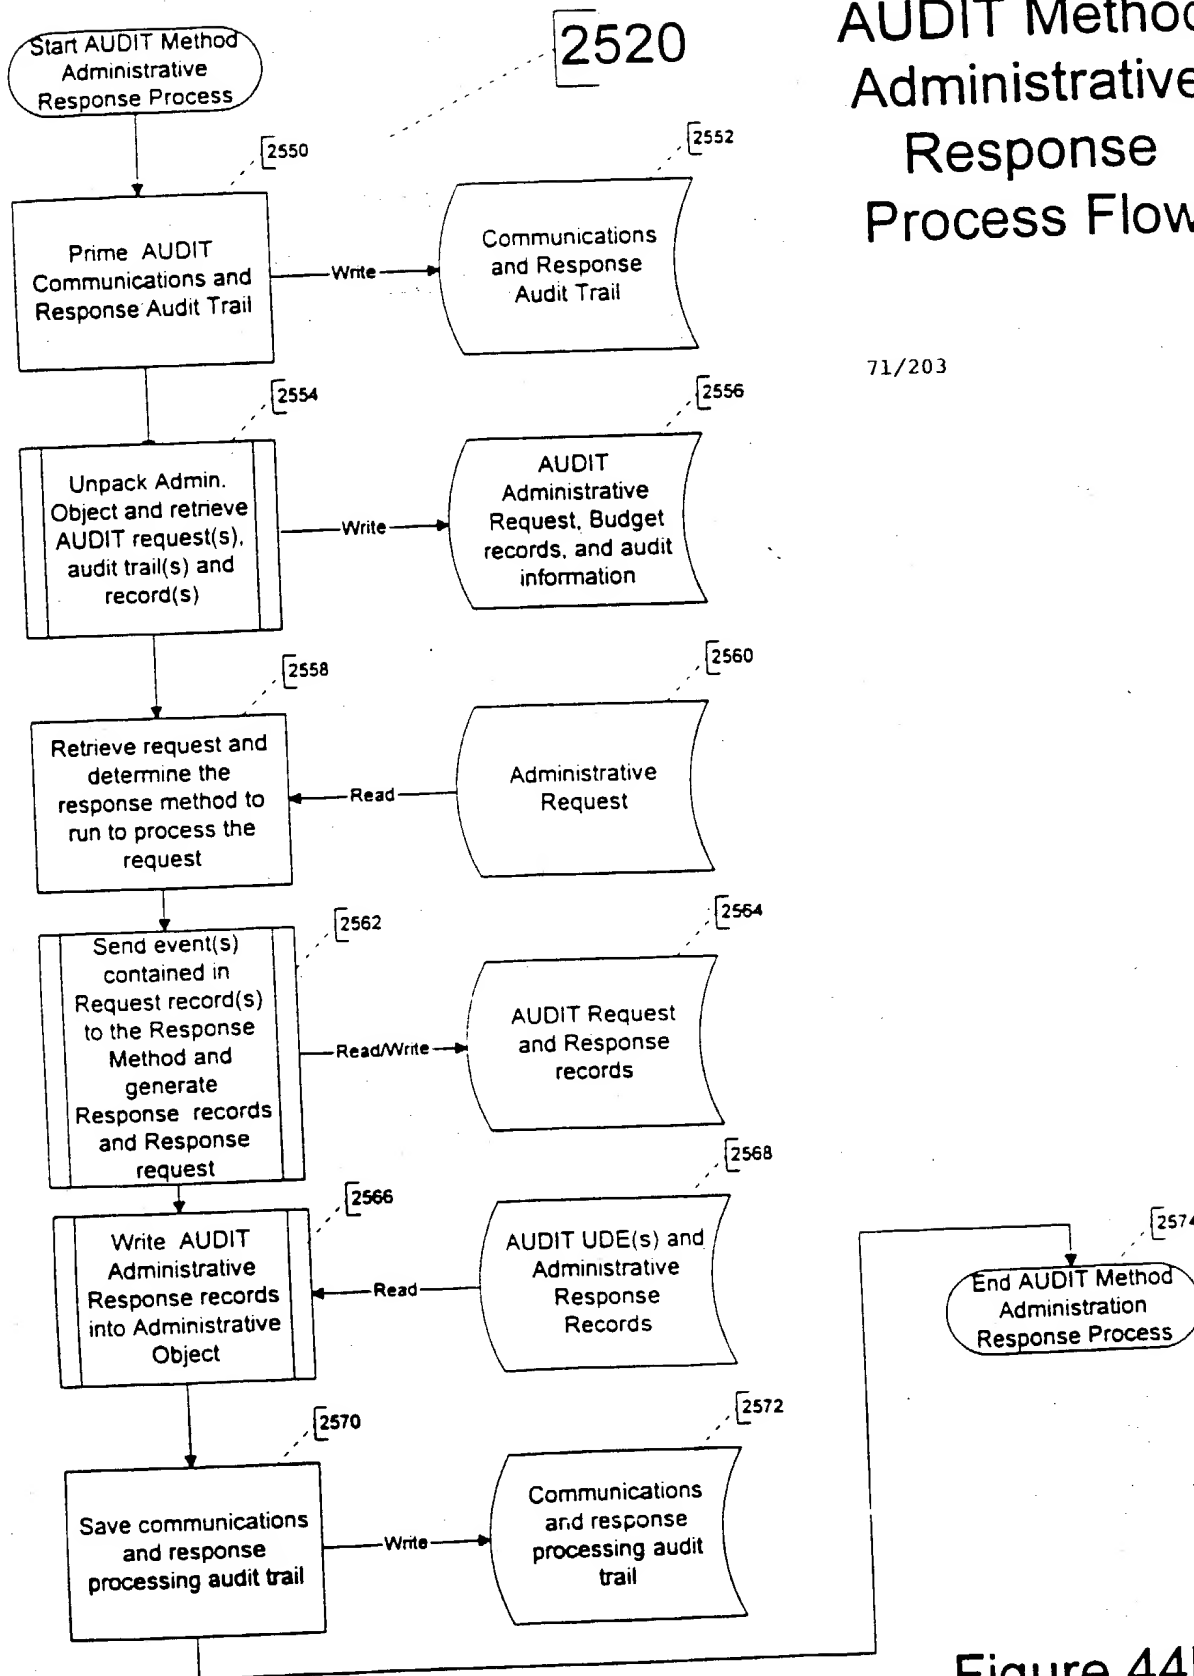 Start AUDIT Method
Administrative
Response Process
2520
AUDIT Method
Administrative
Response
Process Flow
71/203
2550
Prime AUDIT
Communications and
Response Audit Trail
Write
2552
Communications
and Response
Audit Trail
2554
Unpack Admin.
Object and retrieve
AUDIT request(s),
audit trail(s) and
record(s)
Write
2556
AUDIT
Administrative
Request, Budget
records, and audit
information
2558
Retrieve request and
determine the
response method to
run to process the
request
Read
2560
Administrative
Request
2562
Send event(s)
contained in
Request record(s)
to the Response
Method and
generate
Response records
and Response
request
Read/Write
2564
AUDIT Request
and Response
records
2566
Write AUDIT
Administrative
Response records
into Administrative
Object
Read
2568
AUDIT UDE(s) and
Administrative
Response
Records
2570
Save communications
and response
processing audit trail
Write
2572
Communications
and response
processing audit
trail
2574
End AUDIT Method
Administration
Response Process
Figure